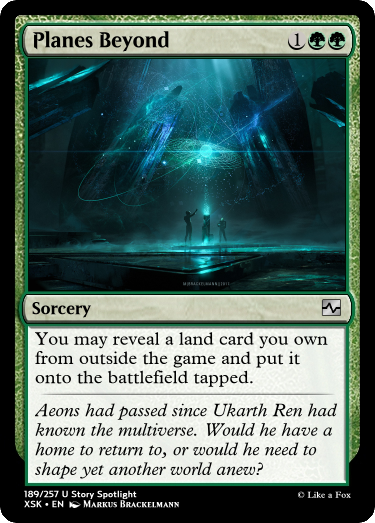 Planes Beyond 1
Sorcery
You may reveal a land card you own
from outside the game and put it
onto the battlefield tapped.
Aeons had passed since Ukarth Ren had
known the multiverse. Would he have a
home to return to, or would he need to
shape yet another world anew?
189/257 U Story Spotlight
XSK • EN Markus Brackelmann
© Like a Fox